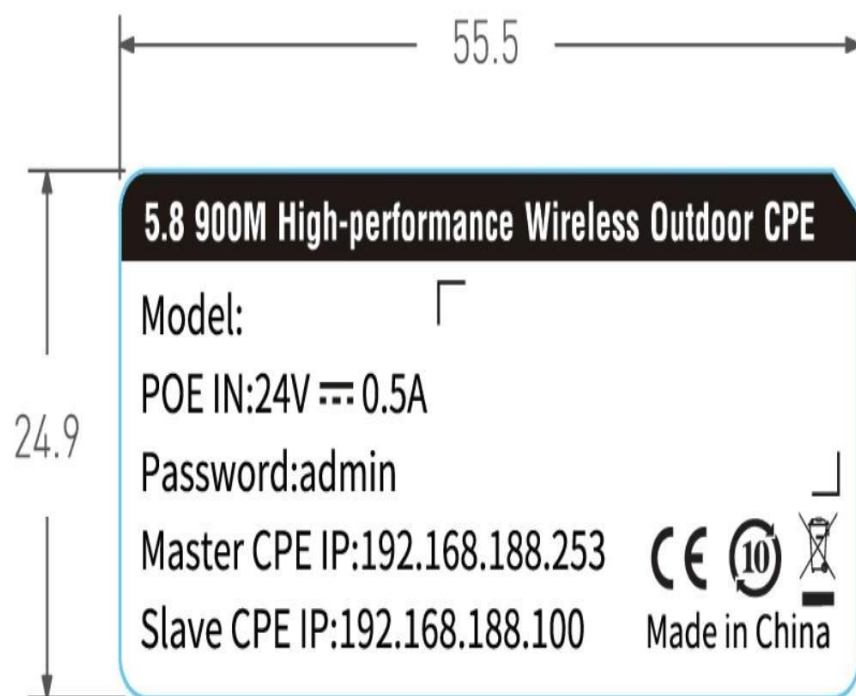 55.5
24.9
5.8 900M High-performance Wireless Outdoor CPE
Model:
POE IN:24V ⎓ 0.5A
Password:admin
Master CPE IP:192.168.188.253
Slave CPE IP:192.168.188.100
CE 10
Made in China